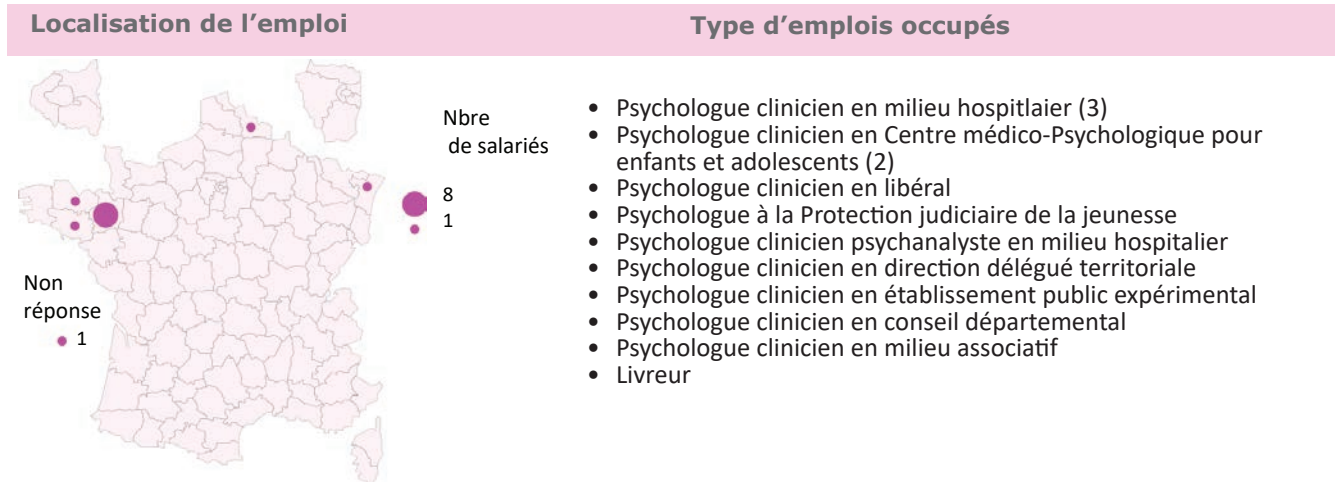 Localisation de l’emploi
Type d’emplois occupés
Nbre
de salariés
8
1
Non
réponse
1
• Psychologue clinicien en milieu hospitlaier (3)
• Psychologue clinicien en Centre médico-Psychologique pour
enfants et adolescents (2)
• Psychologue clinicien en libéral
• Psychologue à la Protection judiciaire de la jeunesse
• Psychologue clinicien psychanalyste en milieu hospitalier
• Psychologue clinicien en direction délégué territoriale
• Psychologue clinicien en établissement public expérimental
• Psychologue clinicien en conseil départemental
• Psychologue clinicien en milieu associatif
• Livreur